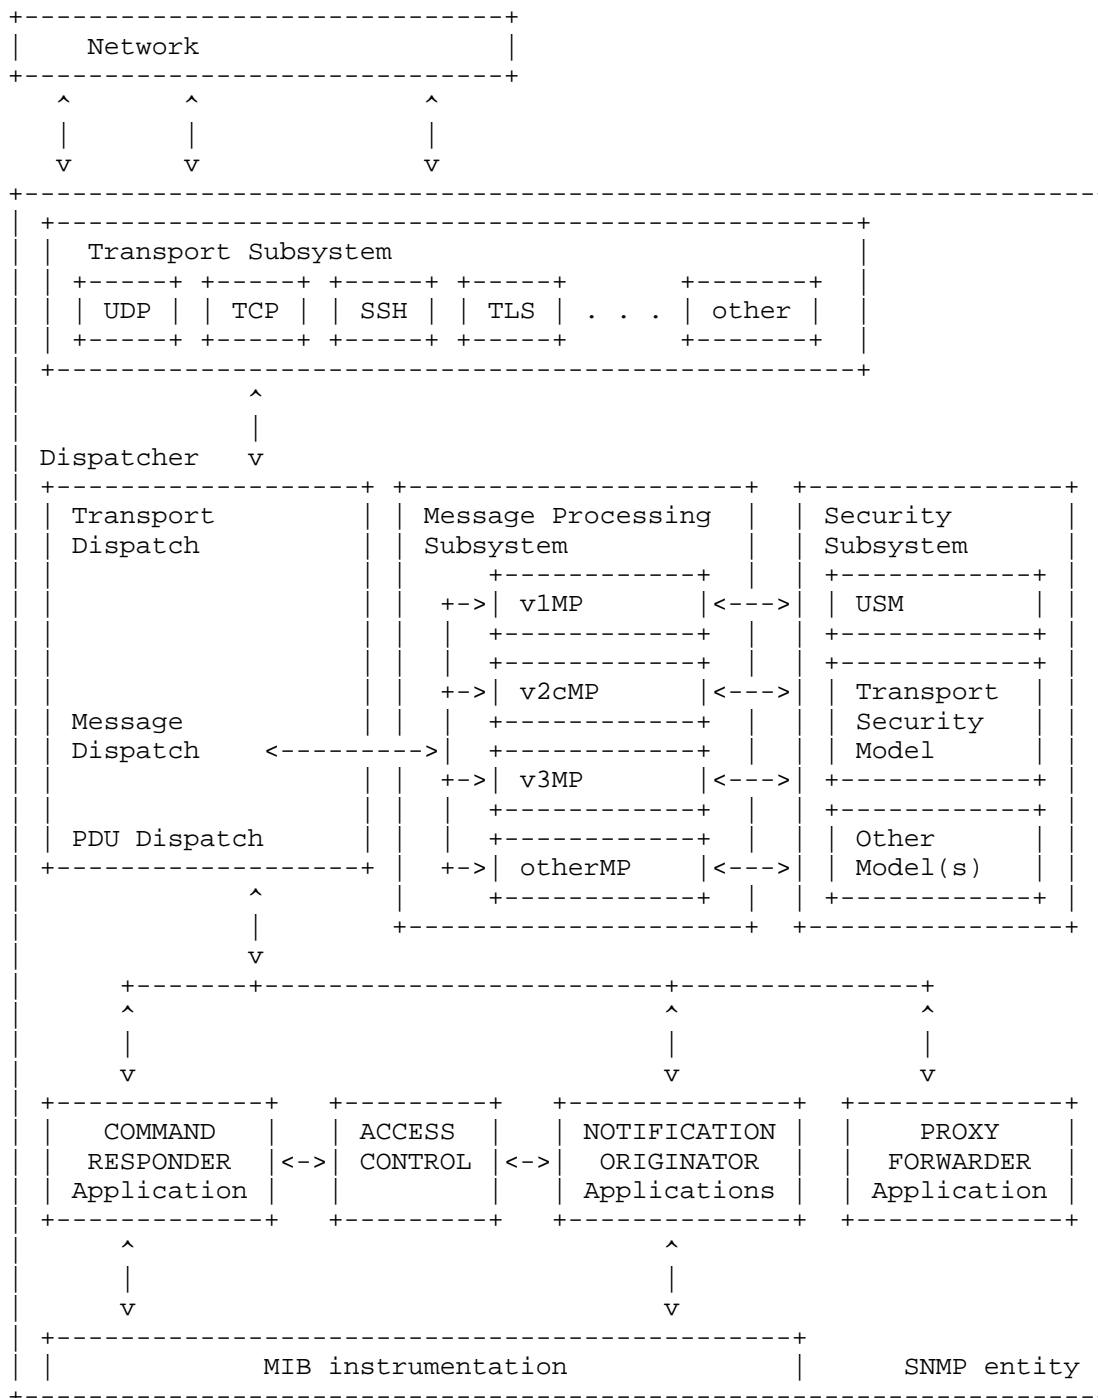 Network
Transport Subsystem
UDP TCP SSH TLS . . . other
Dispatcher
Transport Message Processing Security
Dispatch Subsystem Subsystem
v1MP USM
v2cMP Transport
Message Security
Dispatch Model
v3MP
PDU Dispatch Other
otherMP Model(s)
COMMAND ACCESS NOTIFICATION PROXY
RESPONDER CONTROL ORIGINATOR FORWARDER
Application Applications Application
MIB instrumentation SNMP entity